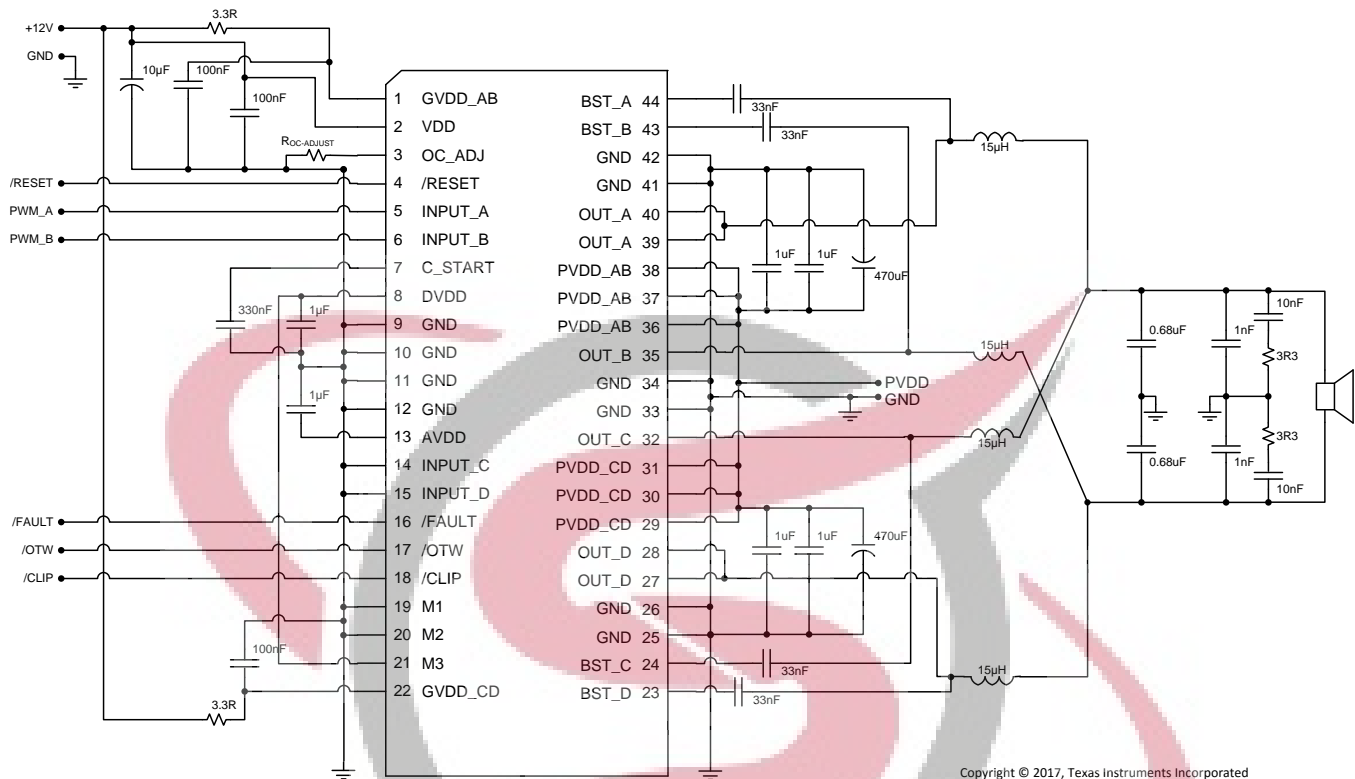 3.3R
+12V
GND
10µF
100nF
100nF
ROC-ADJUST
/RESET
PWM_A
PWM_B
330nF
1µF
1µF
/FAULT
/OTW
/CLIP
100nF
3.3R
1 GVDD_AB
2 VDD
3 OC_ADJ
4 /RESET
5 INPUT_A
6 INPUT_B
7 C_START
8 DVDD
9 GND
10 GND
11 GND
12 GND
13 AVDD
14 INPUT_C
15 INPUT_D
16 /FAULT
17 /OTW
18 /CLIP
19 M1
20 M2
21 M3
22 GVDD_CD
BST_A 44
BST_B 43
GND 42
GND 41
OUT_A 40
OUT_A 39
PVDD_AB 38
PVDD_AB 37
PVDD_AB 36
OUT_B 35
GND 34
GND 33
OUT_C 32
PVDD_CD 31
PVDD_CD 30
PVDD_CD 29
OUT_D 28
OUT_D 27
GND 26
GND 25
BST_C 24
BST_D 23
33nF
33nF
15µH
1uF
1uF
470uF
15µH
PVDD
GND
15µH
1uF
1uF
470uF
33nF
33nF
15µH
0.68uF
1nF
10nF
3R3
0.68uF
1nF
3R3
10nF
Copyright © 2017, Texas Instruments Incorporated